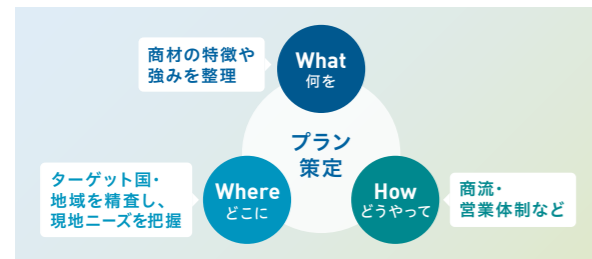 商材の特徴や
強みを整理
What
何を
プラン
策定
ターゲット国・
地域を精査し、
現地ニーズを把握
Where
どこに
How
どうやって
商流・
営業体制など